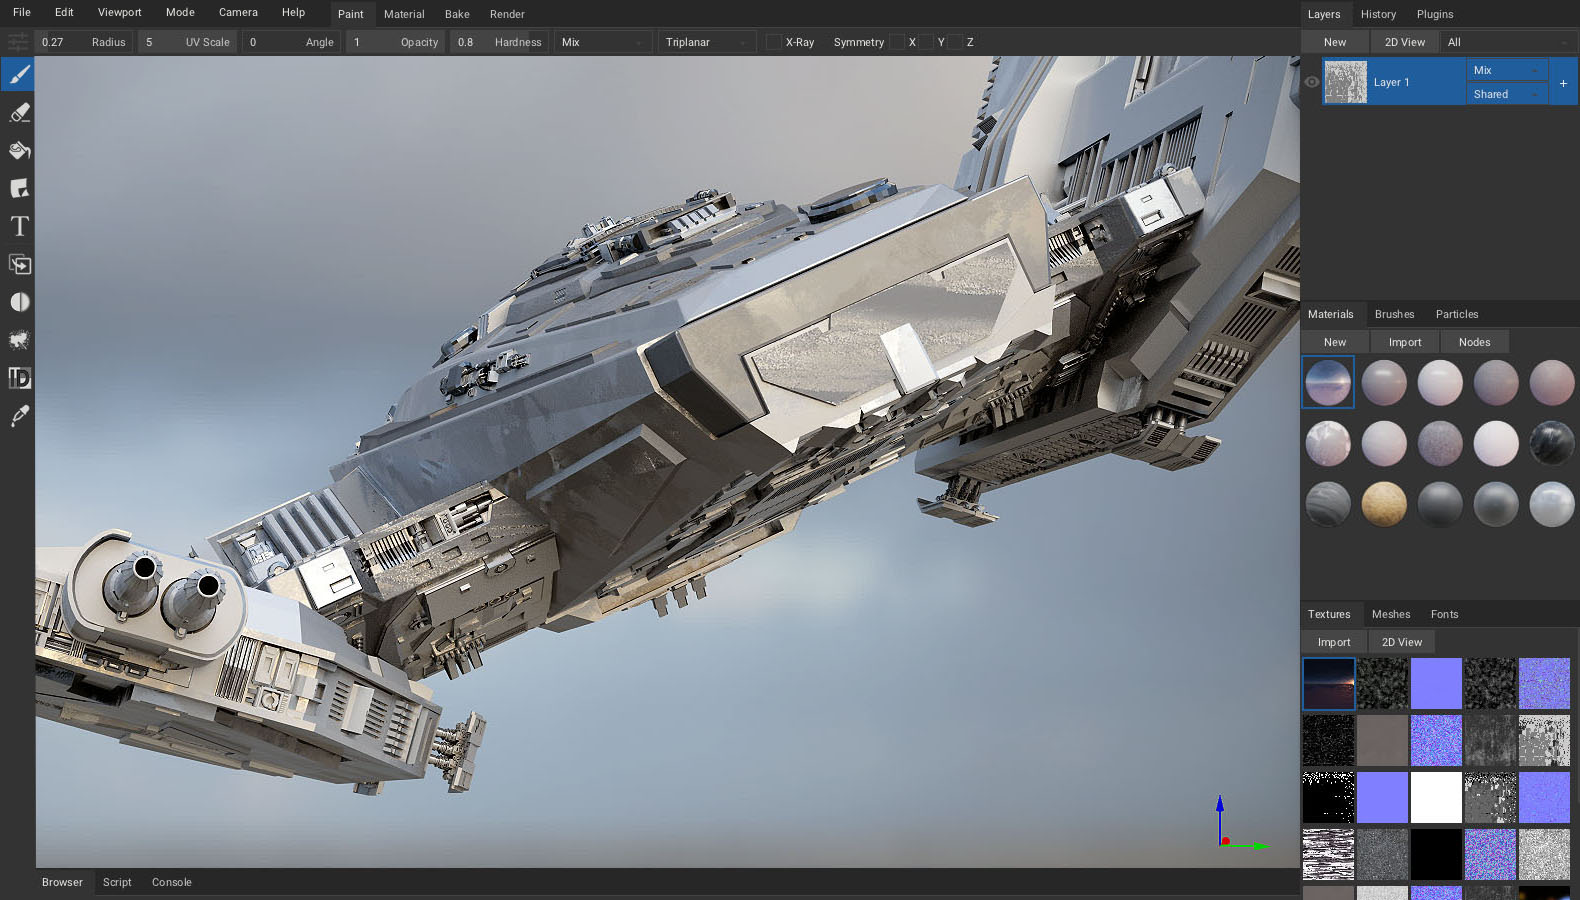 File Edit Viewport Mode Camera Help Paint Material Bake Render
Layers History Plugins
0.27 Radius 5 UV Scale 0 Angle 1 Opacity 0.8 Hardness Mix Triplanar X-Ray Symmetry X Y Z
New 2D View All
Layer 1
Mix
Shared
+
T
ID
Materials Brushes Particles
New Import Nodes
Textures Meshes Fonts
Import 2D View
Browser Script Console